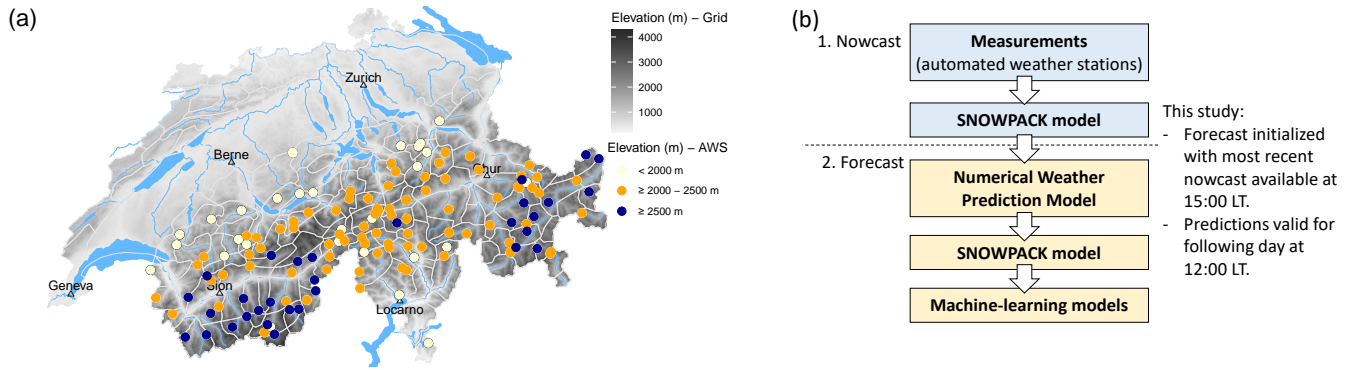 (a)
Elevation (m) – Grid
4000
3000
2000
1000
Elevation (m) – AWS
< 2000 m
≥ 2000 – 2500 m
≥ 2500 m
Zurich
Berne
Chur
Geneva
Sion
Locarno
(b)
1. Nowcast
Measurements
(automated weather stations)
SNOWPACK model
2. Forecast
Numerical Weather
Prediction Model
SNOWPACK model
Machine-learning models
This study:
- Forecast initialized
with most recent
nowcast available at
15:00 LT.
- Predictions valid for
following day at
12:00 LT.